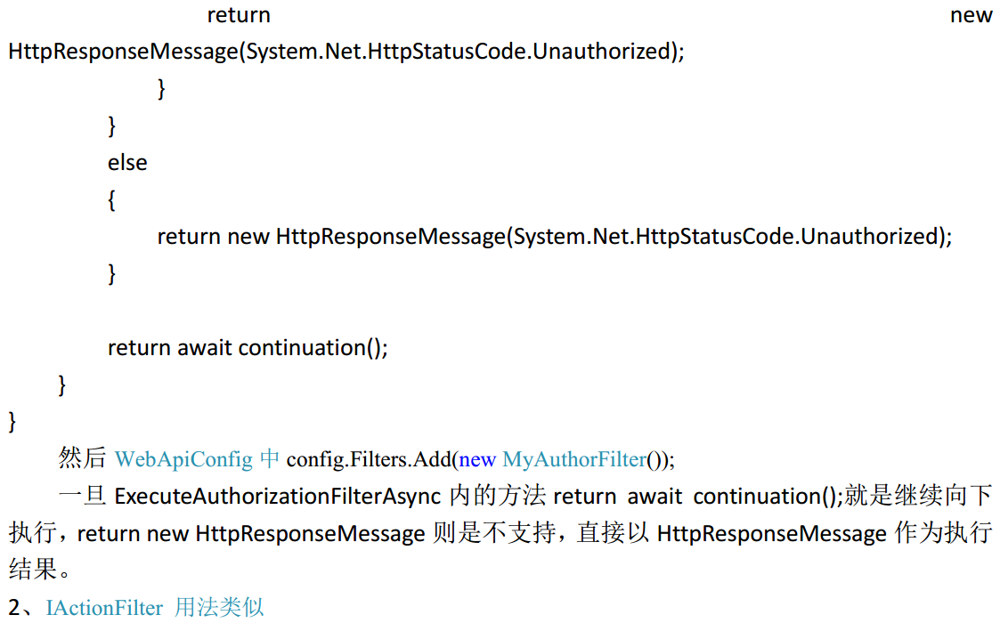 return new
HttpResponseMessage(System.Net.HttpStatusCode.Unauthorized);
}
}
else
{
return new HttpResponseMessage(System.Net.HttpStatusCode.Unauthorized);
}
return await continuation();
}
}
然后 WebApiConfig 中 config.Filters.Add(new MyAuthorFilter());
一旦 ExecuteAuthorizationFilterAsync 内的方法 return await continuation();就是继续向下
执行，return new HttpResponseMessage 则是不支持，直接以 HttpResponseMessage 作为执行
结果。
2、IActionFilter 用法类似